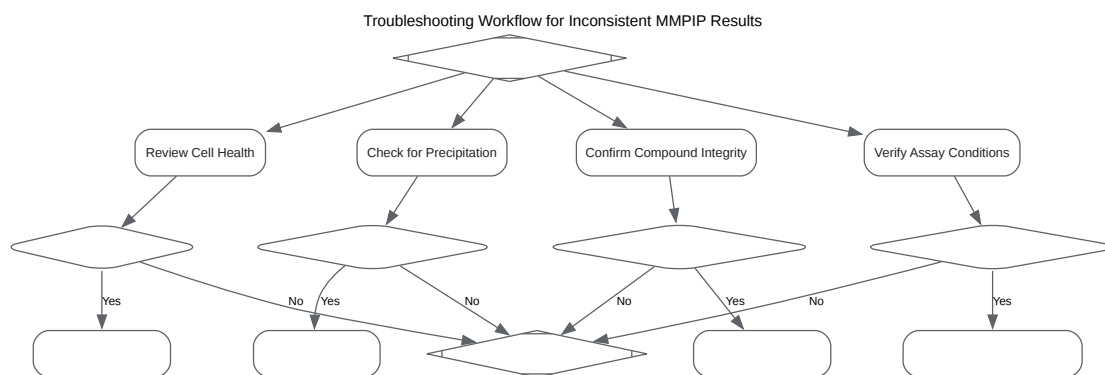 Troubleshooting Workflow for Inconsistent MMPIP Results
Review Cell Health
Check for Precipitation
Confirm Compound Integrity
Verify Assay Conditions
Yes
No
Yes
No
No
Yes
No
Yes